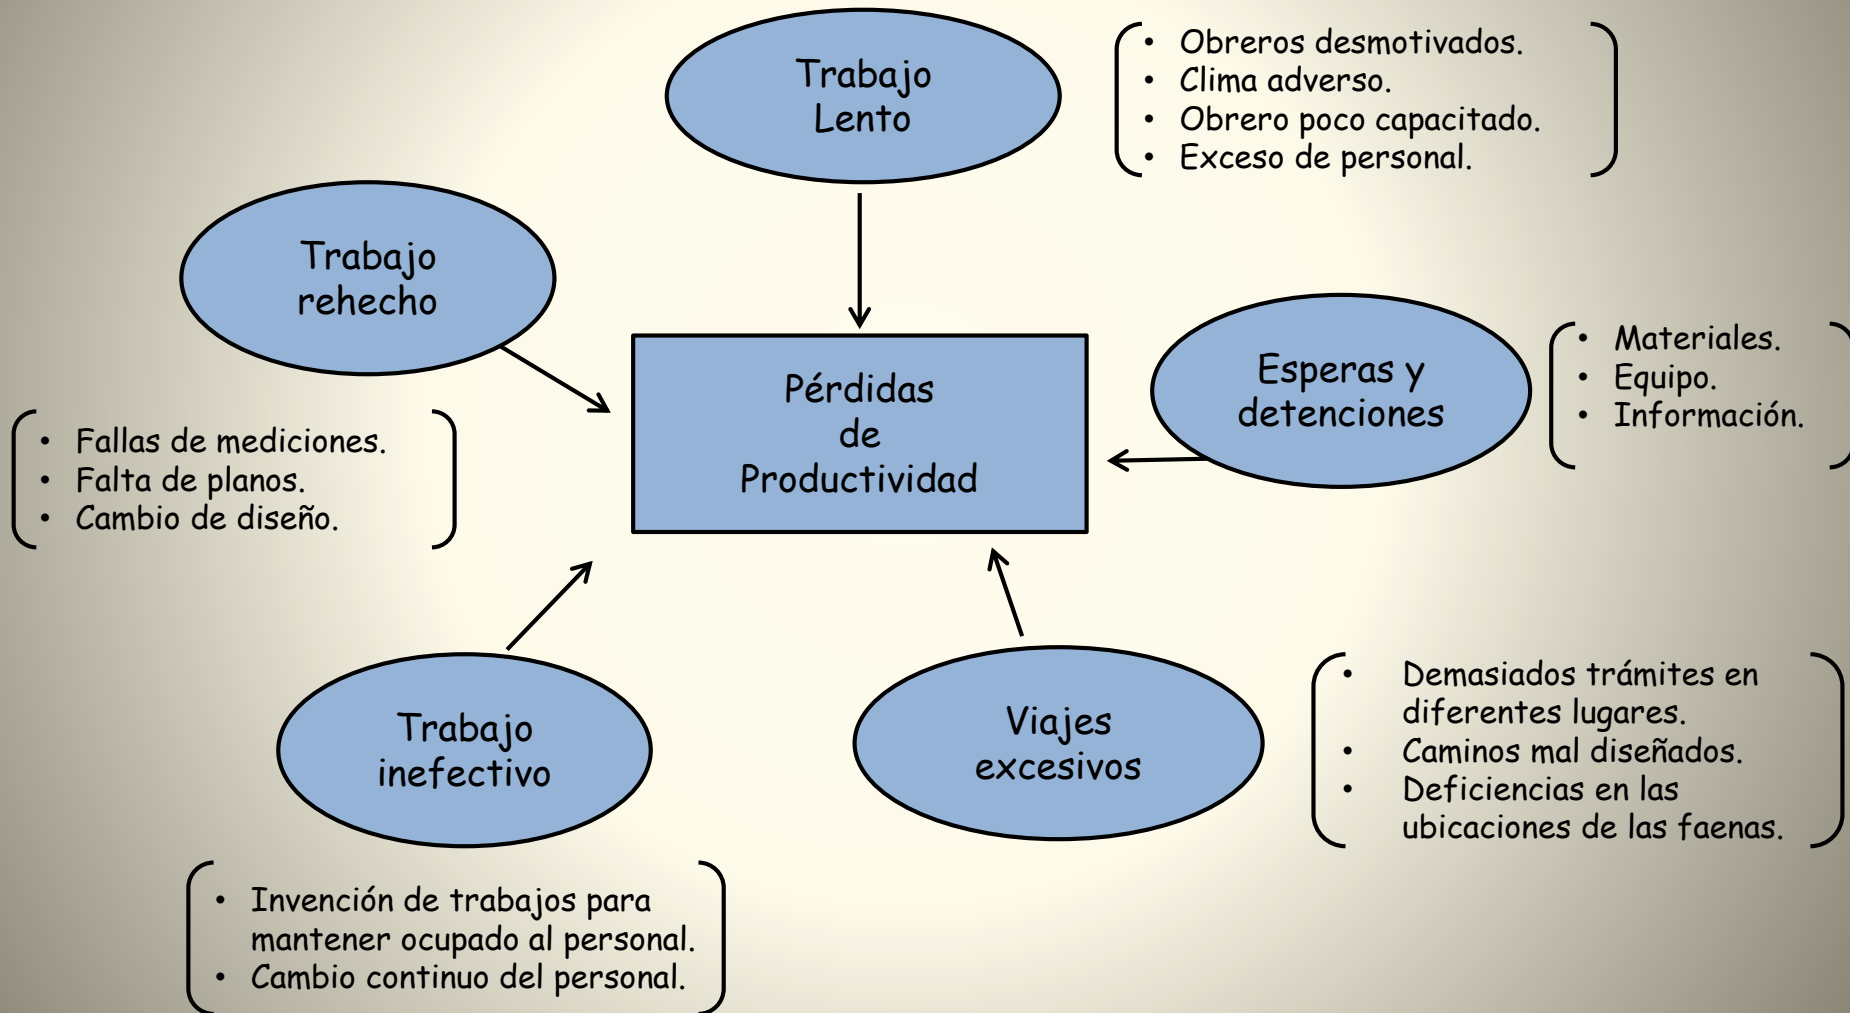 Trabajo
Lento
• Obreros desmotivados.
• Clima adverso.
• Obrero poco capacitado.
• Exceso de personal.
Trabajo
rehecho
• Fallas de mediciones.
• Falta de planos.
• Cambio de diseño.
Pérdidas
de
Productividad
Esperas y
detenciones
• Materiales.
• Equipo.
• Información.
Trabajo
inefectivo
• Invención de trabajos para
mantener ocupado al personal.
• Cambio continuo del personal.
Viajes
excesivos
• Demasiados trámites en
diferentes lugares.
• Caminos mal diseñados.
• Deficiencias en las
ubicaciones de las faenas.